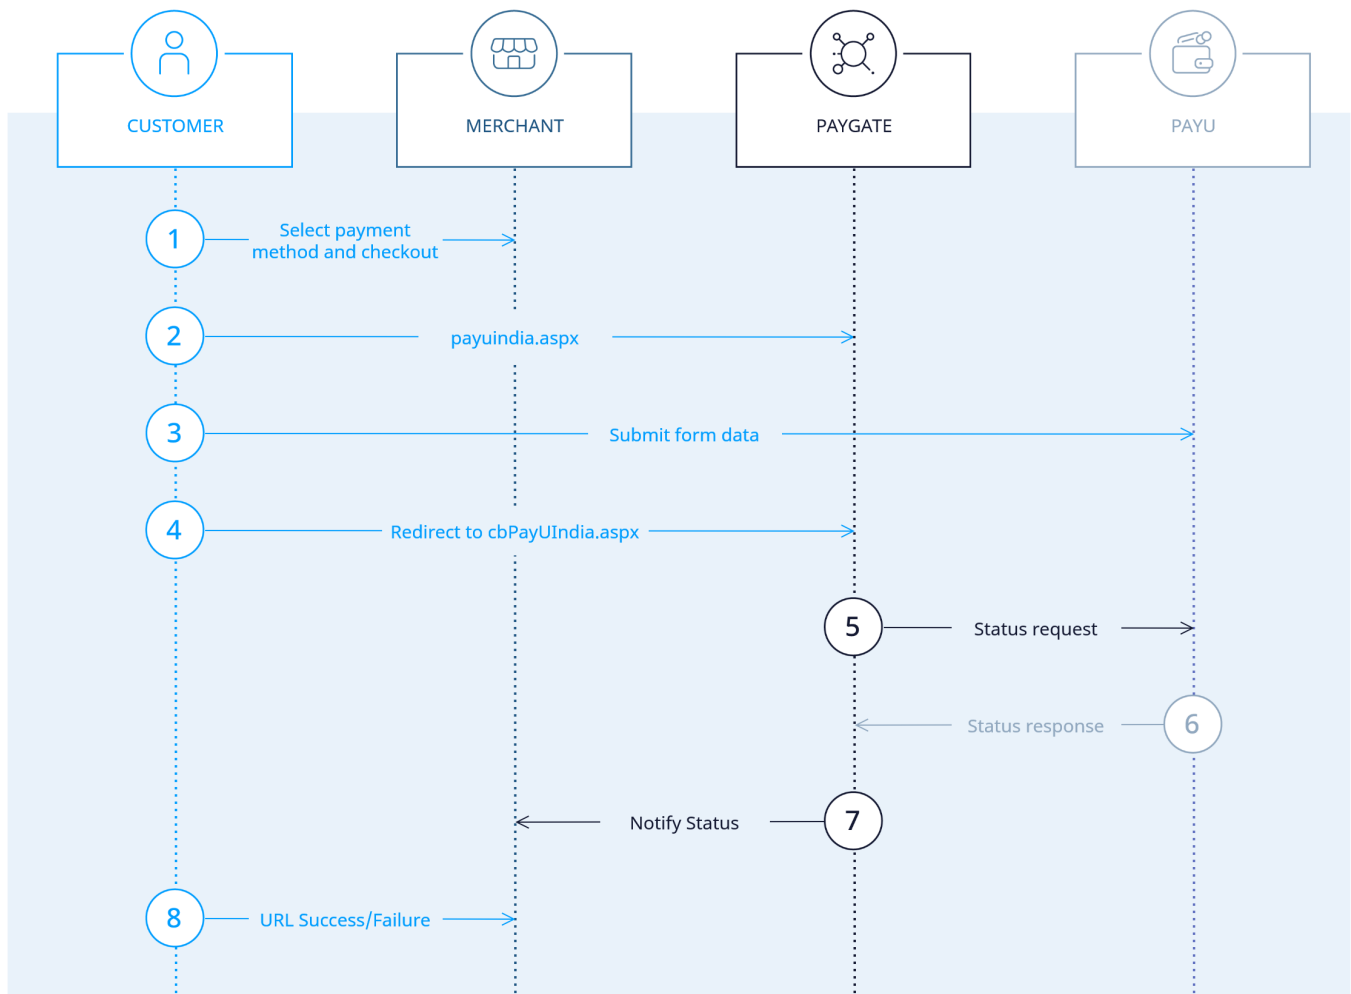 CUSTOMER
MERCHANT
PAYGATE
PAYU
1
Select payment
method and checkout
2
payuindia.aspx
3
Submit form data
4
Redirect to cbPayUIndia.aspx
5
Status request
Status response
6
Notify Status
7
8
URL Success/Failure